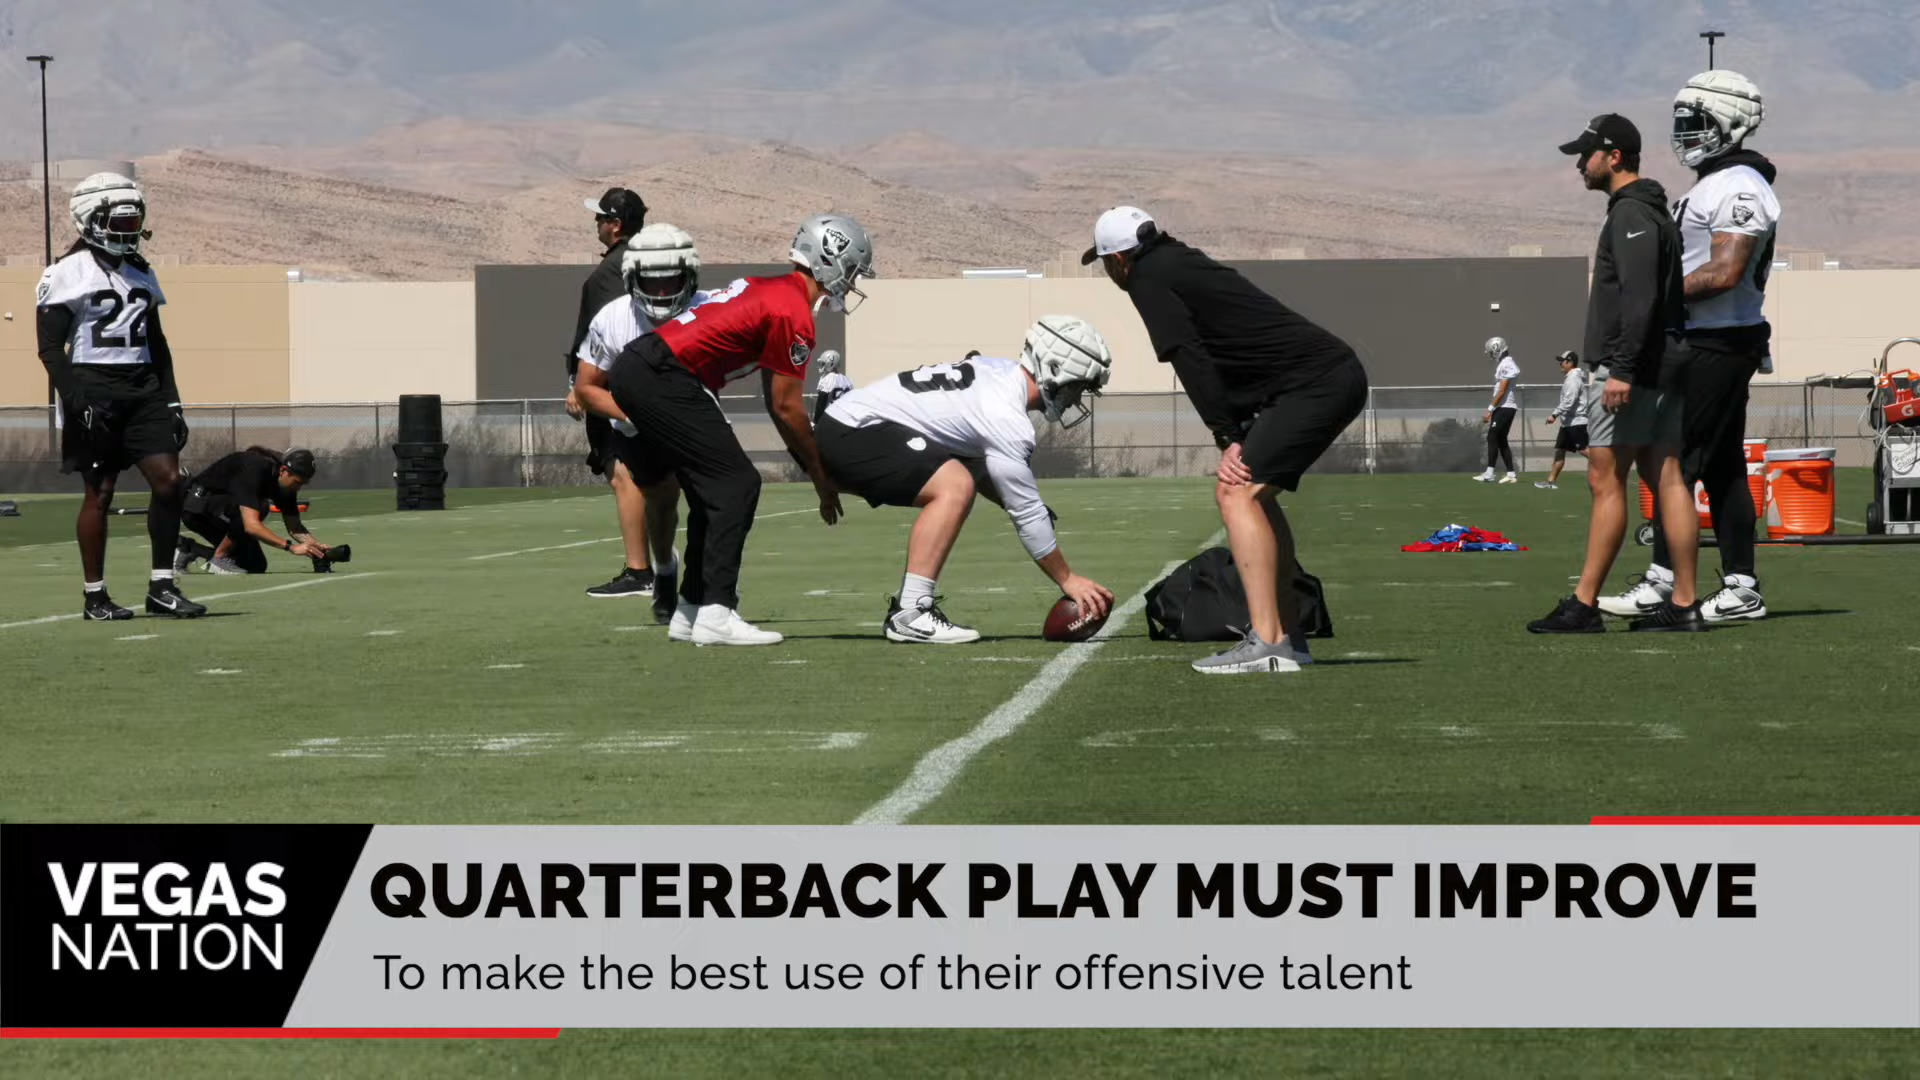 22
VEGAS
NATION
QUARTERBACK PLAY MUST IMPROVE
To make the best use of their offensive talent